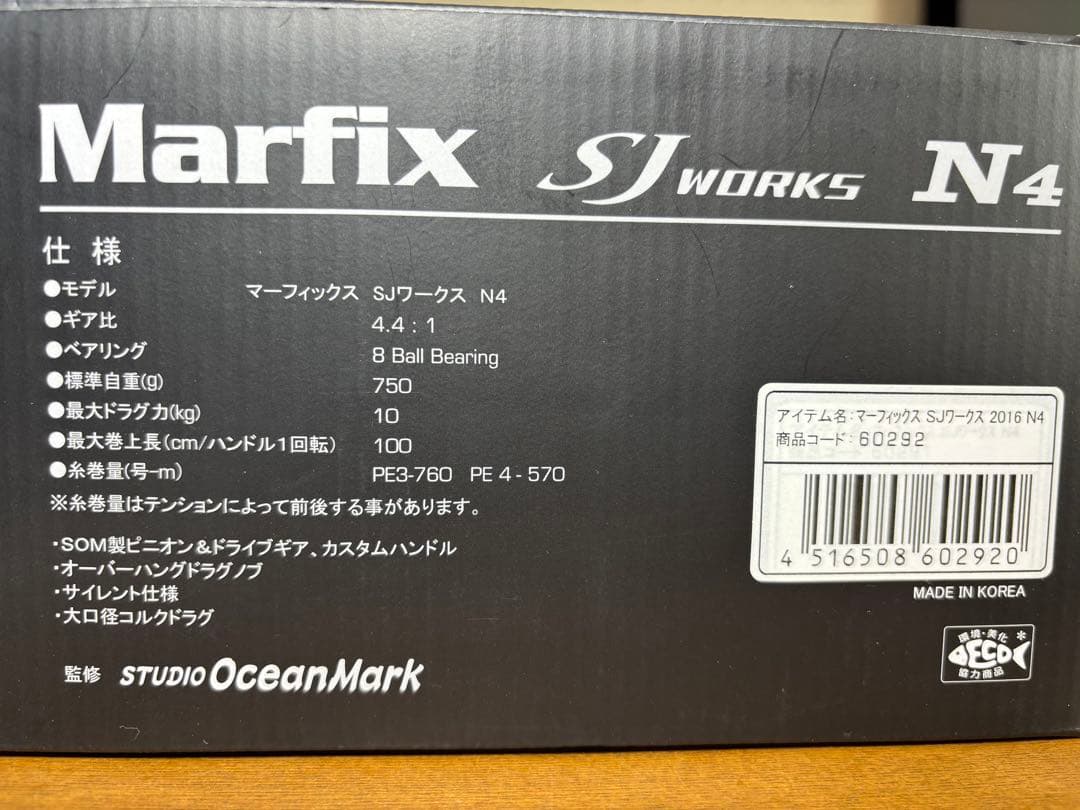 Marfix SJ WORKS N4
仕 様
●モデル マーフィックス SJワークス N4
●ギア比 4.4：1
●ベアリング 8 Ball Bearing
●標準自重(g) 750
●最大ドラグ力(kg) 10
●最大巻上長(cm/ハンドル1回転) 100
●糸巻量(号-m) PE3-760 PE 4-570
※糸巻量はテンションによって前後する事があります。
・SOM製ピニオン&ドライブギア、カスタムハンドル
・オーバーハングドラグノブ
・サイレント仕様
・大口径コルクドラグ
監修 STUDIO OceanMark
アイテム名：マーフィックス SJワークス 2016 N4
商品コード：60292
4 516508 602920
MADE IN KOREA
環境・美化
ECO
協力商品